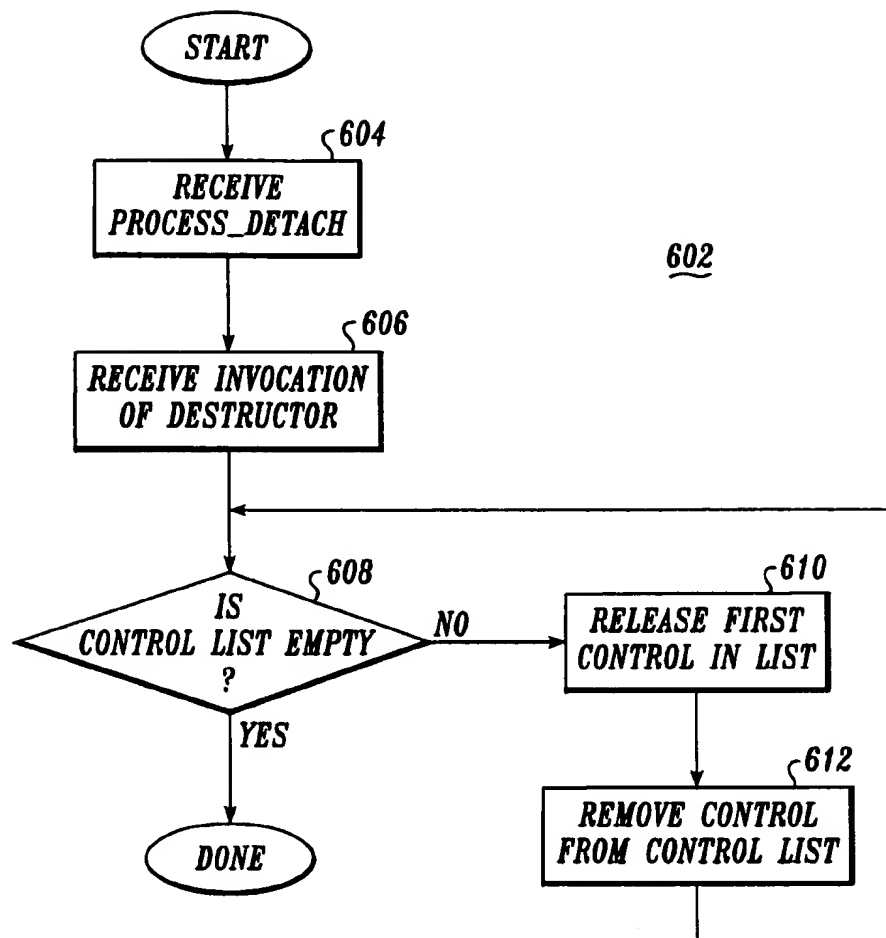 START
604
RECEIVE
PROCESS_DETACH
602
606
RECEIVE INVOCATION
OF DESTRUCTOR
608
IS
CONTROL LIST EMPTY
?
NO
610
RELEASE FIRST
CONTROL IN LIST
YES
612
REMOVE CONTROL
FROM CONTROL LIST
DONE